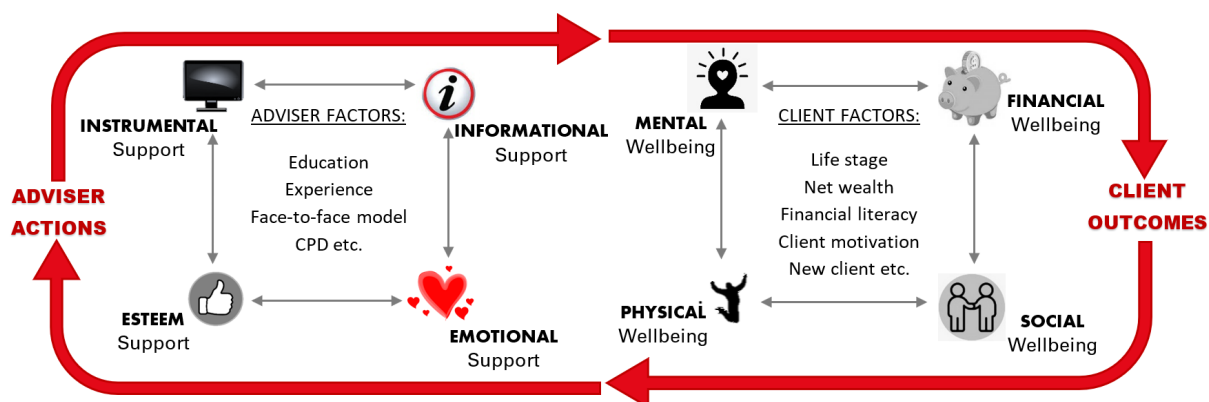 ADVISER
ACTIONS
INSTRUMENTAL
Support
ADVISER FACTORS:
i
INFORMATIONAL
Support
Education
Experience
Face-to-face model
CPD etc.
ESTEEM
Support
EMOTIONAL
Support
MENTAL
Wellbeing
CLIENT FACTORS:
FINANCIAL
Wellbeing
Life stage
Net wealth
Financial literacy
Client motivation
New client etc.
PHYSICAL
Wellbeing
SOCIAL
Wellbeing
CLIENT
OUTCOMES